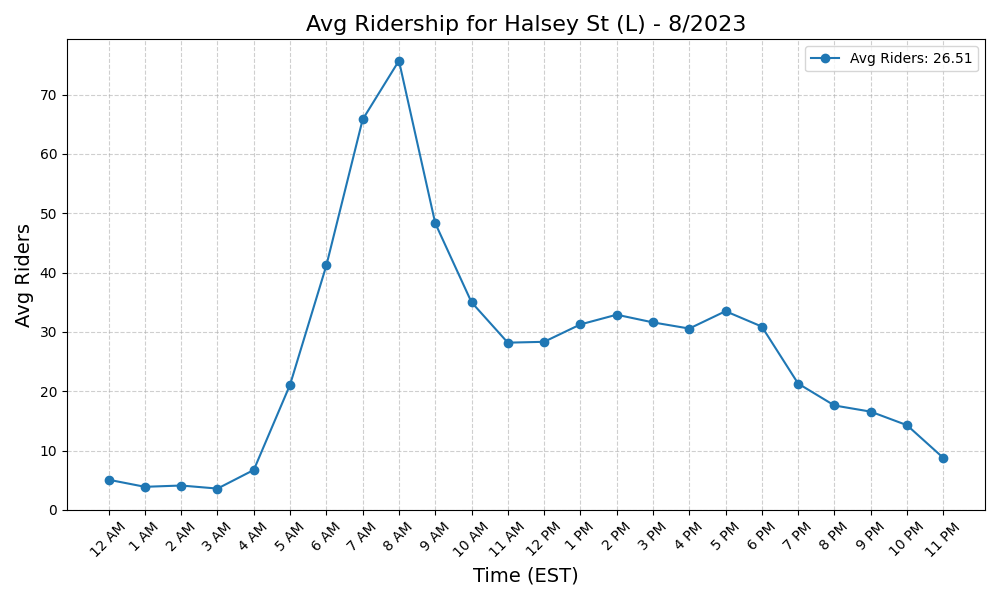 Avg Ridership for Halsey St (L) - 8/2023
Avg Riders: 26.51
Avg Riders
70
60
50
40
30
20
10
0
12 AM
1 AM
2 AM
3 AM
4 AM
5 AM
6 AM
7 AM
8 AM
9 AM
10 AM
11 AM
12 PM
1 PM
2 PM
3 PM
4 PM
5 PM
6 PM
7 PM
8 PM
9 PM
10 PM
11 PM
Time (EST)